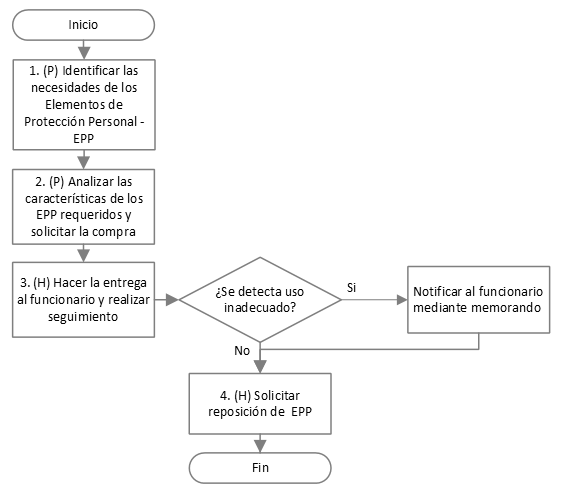 Inicio
1. (P) Identificar las
necesidades de los
Elementos de
Protección Personal -
EPP
2. (P) Analizar las
características de los
EPP requeridos y
solicitar la compra
3. (H) Hacer la entrega
al funcionario y realizar
seguimiento
¿Se detecta uso
inadecuado?
Si
Notificar al funcionario
mediante memorando
No
4. (H) Solicitar
reposición de EPP
Fin